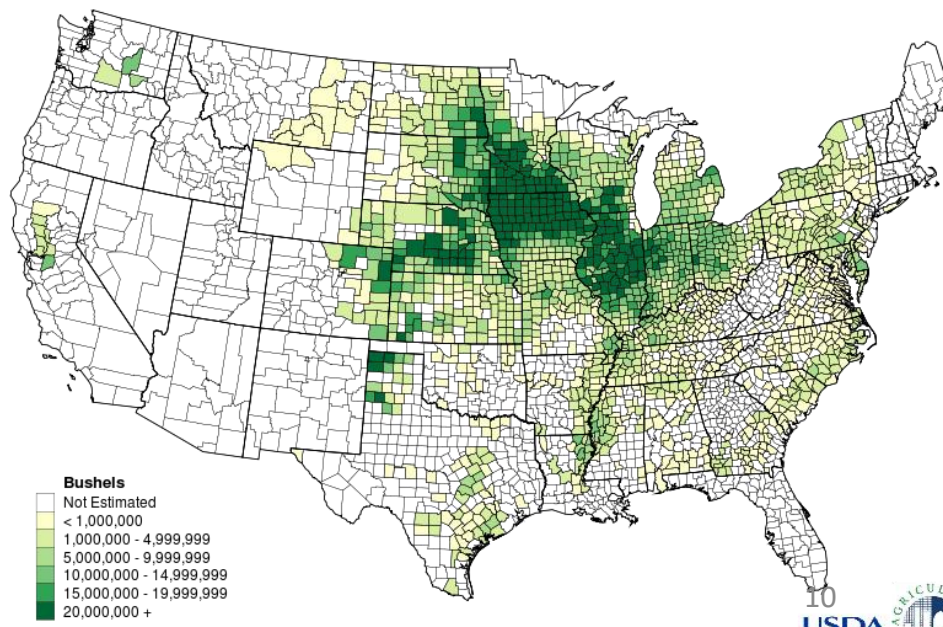 Bushels
Not Estimated
< 1,000,000
1,000,000 - 4,999,999
5,000,000 - 9,999,999
10,000,000 - 14,999,999
15,000,000 - 19,999,999
20,000,000 +
10
USDA
AGRICUL